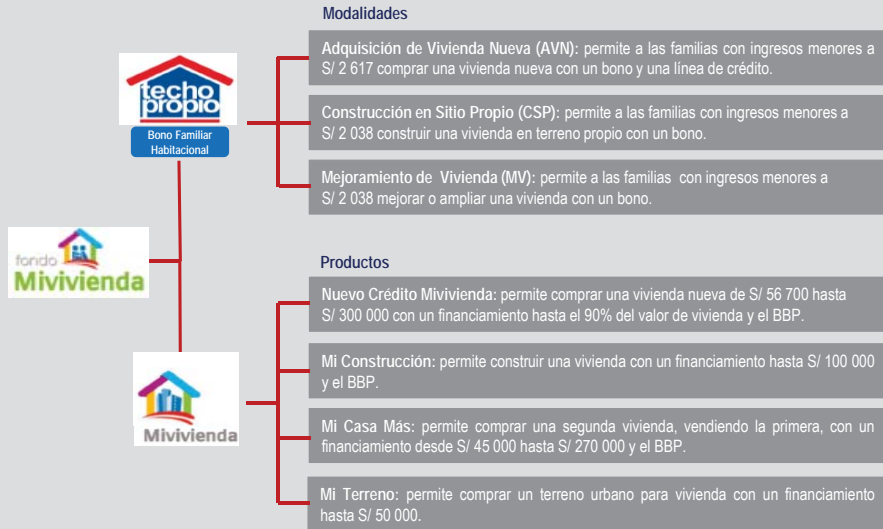 Modalidades
techo
propio
Bono Familiar
Habitacional
Adquisición de Vivienda Nueva (AVN): permite a las familias con ingresos menores a
S/ 2 617 comprar una vivienda nueva con un bono y una línea de crédito.
Construcción en Sitio Propio (CSP): permite a las familias con ingresos menores a
S/ 2 038 construir una vivienda en terreno propio con un bono.
Mejoramiento de Vivienda (MV): permite a las familias con ingresos menores a
S/ 2 038 mejorar o ampliar una vivienda con un bono.
fondo
Mivivienda
Productos
Nuevo Crédito Mivivienda: permite comprar una vivienda nueva de S/ 56 700 hasta
S/ 300 000 con un financiamiento hasta el 90% del valor de vivienda y el BBP.
Mi Construcción: permite construir una vivienda con un financiamiento hasta S/ 100 000
y el BBP.
Mivivienda
Mi Casa Más: permite comprar una segunda vivienda, vendiendo la primera, con un
financiamiento desde S/ 45 000 hasta S/ 270 000 y el BBP.
Mi Terreno: permite comprar un terreno urbano para vivienda con un financiamiento
hasta S/ 50 000.